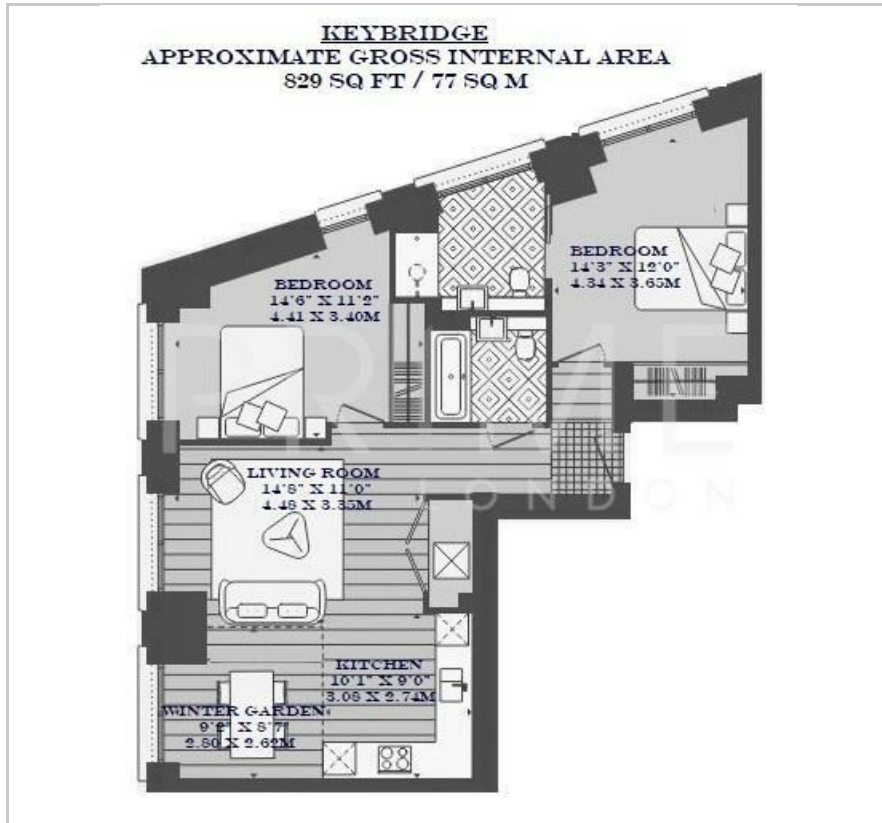 KEYBRIDGE
APPROXIMATE GROSS INTERNAL AREA
829 SQ FT / 77 SQ M
BEDROOM
14'3" X 12'0"
4.34 X 3.65M
BEDROOM
14'6" X 11'2"
4.41 X 3.40M
PRIME
LONDON
LIVING ROOM
14'8" X 11'0"
4.48 X 3.35M
KITCHEN
10'1" X 9'0"
3.08 X 2.74M
WINTER GARDEN
9'2" X 8'7"
2.80 X 2.62M